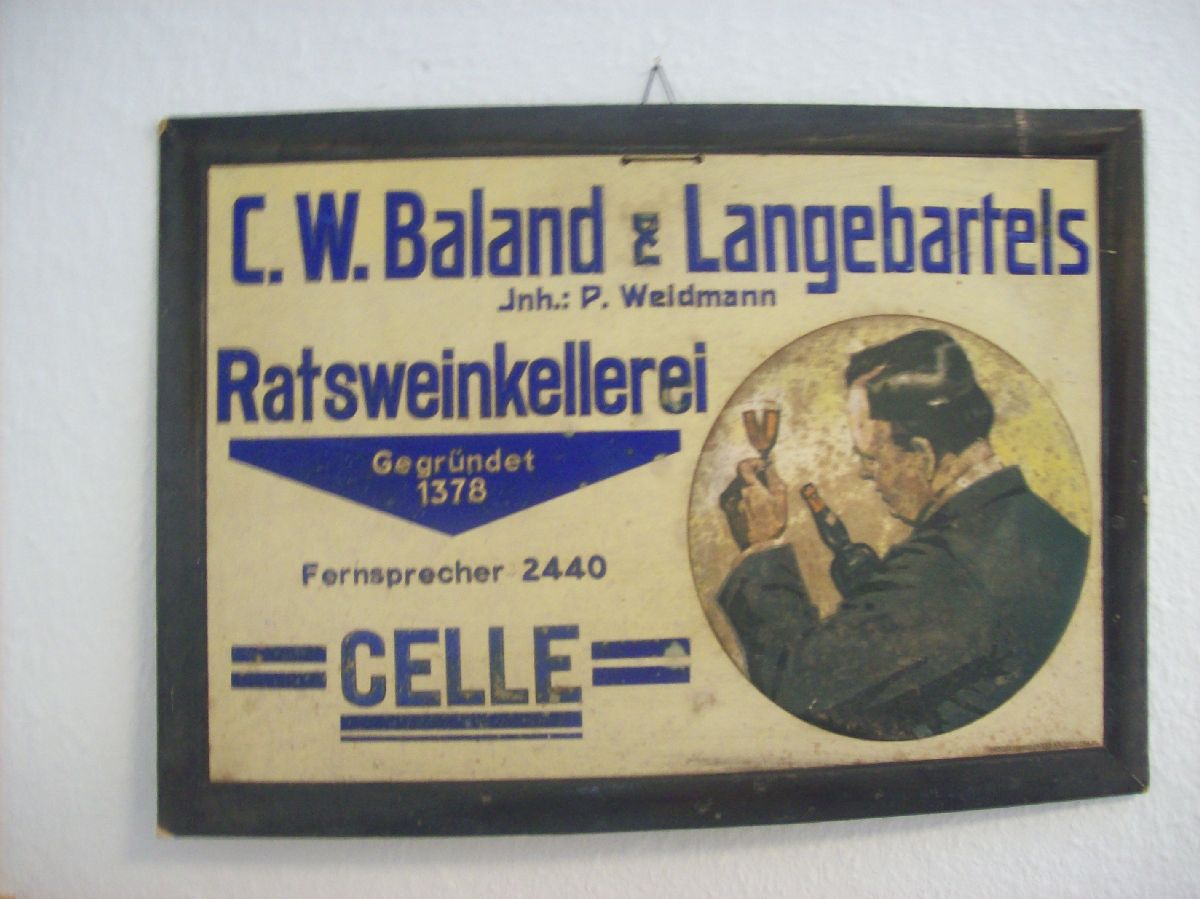 C. W. Baland & Langebartels
Jnh.: P. Weidmann
Ratsweinkellerei
Gegründet
1378
Fernsprecher 2440
CELLE